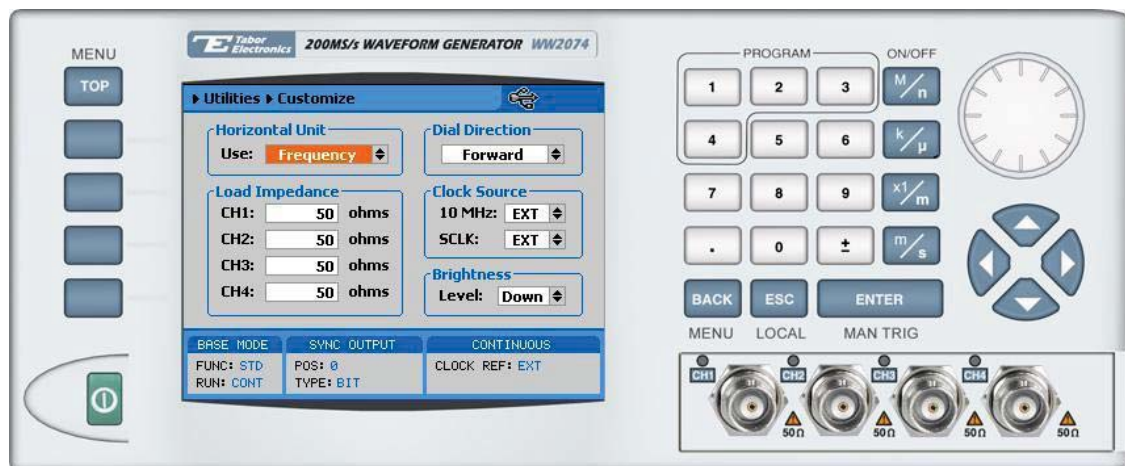 MENU
TOP
Tabor Electronics 200MS/s WAVEFORM GENERATOR WW2074
Utilities Customize
Horizontal Unit
Use: Frequency
Dial Direction
Forward
Load Impedance
CH1: 50 ohms
CH2: 50 ohms
CH3: 50 ohms
CH4: 50 ohms
Clock Source
10 MHz: EXT
SCLK: EXT
Brightness
Level: Down
BASE MODE SYNC OUTPUT CONTINUOUS
FUNC: STD POS: 0 CLOCK REF: EXT
RUN: CONT TYPE: BIT
PROGRAM ON/OFF
1 2 3 M/n
4 5 6 k/µ
7 8 9 x1/m
. 0 ± m/s
BACK ESC ENTER
MENU LOCAL MAN TRIG
CH1 CH2 CH3 CH4
50Ω 50Ω 50Ω 50Ω